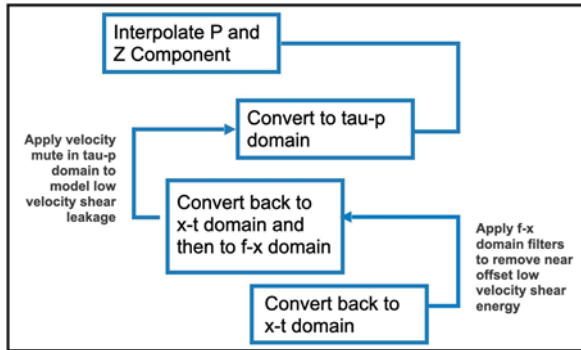 Interpolate P and
Z Component
Convert to tau-p
domain
Apply velocity
mute in tau-p
domain to
model low
velocity shear
leakage
Convert back to
x-t domain and
then to f-x domain
Apply f-x
domain filters
to remove near
offset low
velocity shear
energy
Convert back to
x-t domain